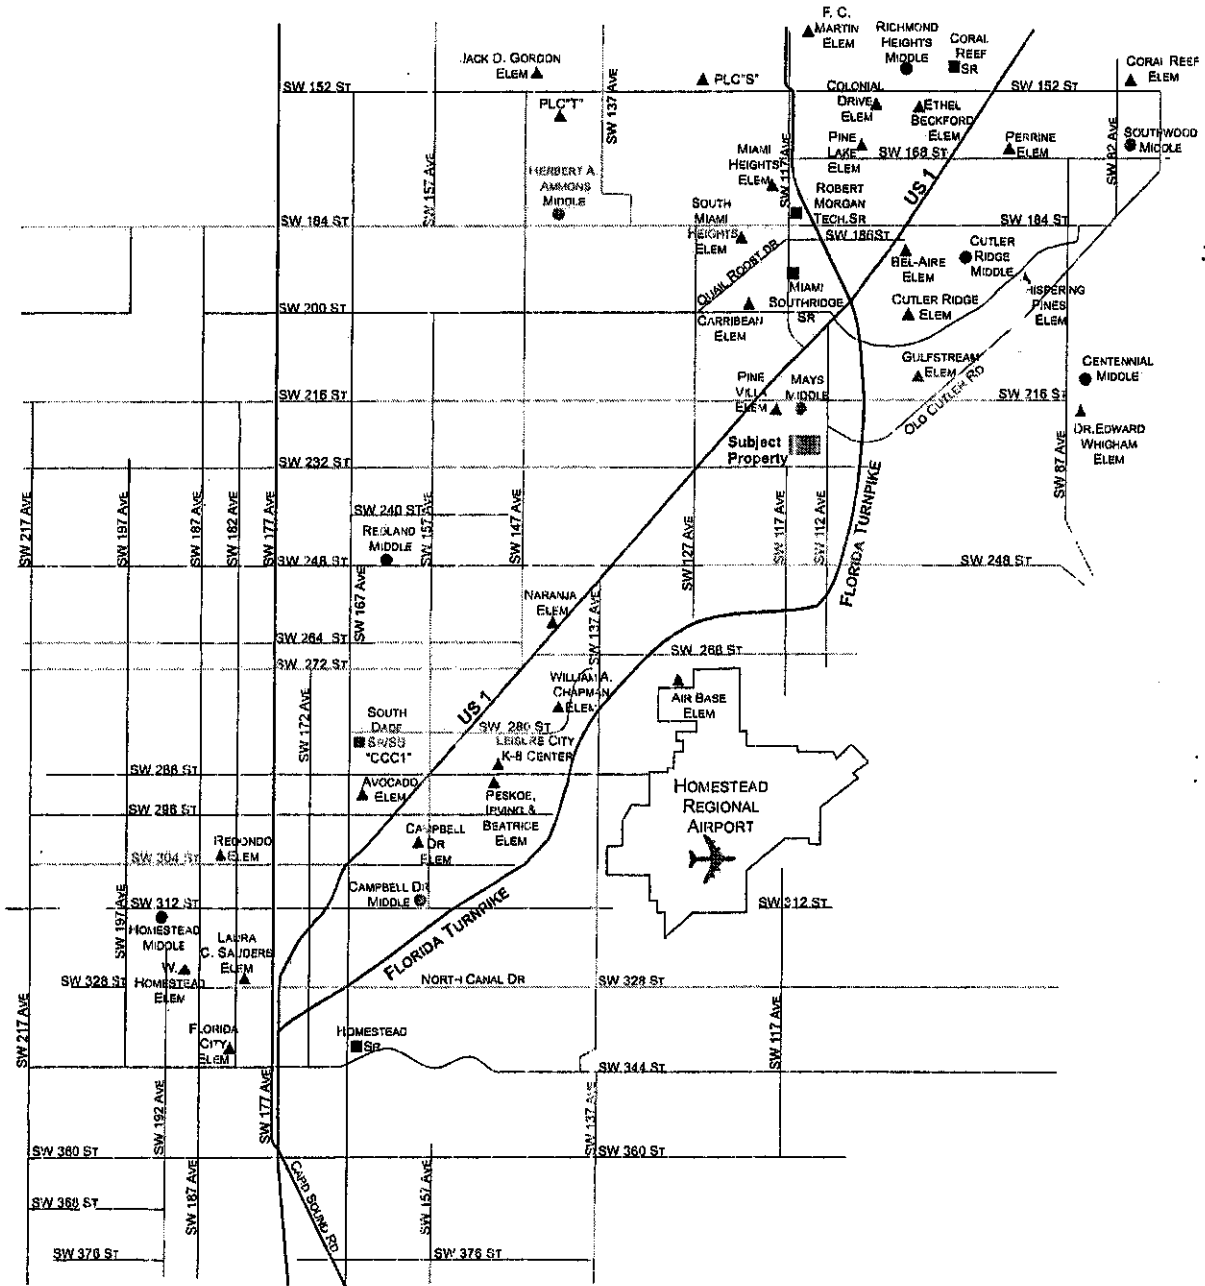 F. C.
MARTIN
ELEM
RICHMOND
HEIGHTS
MIDDLE
CORAL
REEF
SR
JACK D. GORDON
ELEM
CORAL REEF
ELEM
SW 152 ST
PLC"S"
SW 152 ST
PLC"T"
SW 137 AVE
COLONIAL
DRIVE
ELEM
ETHEL
BECKFORD
ELEM
SOUTHWOOD
MIDDLE
PERRINE
ELEM
PINE
LAKE
ELEM
SW 168 ST
SW 82 AVE
SW 117 AVE
MIAMI
HEIGHTS
ELEM
HERBERT A.
AMMONS
MIDDLE
SW 157 AVE
ROBERT
MORGAN
TECH.SR
US 1
SOUTH
MIAMI
HEIGHTS
ELEM
SW 184 ST
SW 184 ST
SW 186ST
CUTLER
RIDGE
MIDDLE
BEL-AIRE
ELEM
QUAIL ROOST DR
MIAMI
SOUTHRIDGE
SR
HISPERING
PINES
ELEM
CUTLER RIDGE
ELEM
SW 200 ST
CARRIBEAN
ELEM
GULFSTREAM
ELEM
CENTENNIAL
MIDDLE
PINE
VILLA
ELEM
MAYS
MIDDLE
OLD CUTLER RD
SW 216 ST
SW 216 ST
DR.EDWARD
WHIGHAM
ELEM
Subject
Property
SW 232 ST
SW 87 AVE
SW 217 AVE
SW 197 AVE
SW 187 AVE
SW 182 AVE
SW 177 AVE
SW 240 ST
REDLAND
MIDDLE
SW 157 AVE
SW 147 AVE
SW 127 AVE
SW 117 AVE
SW 112 AVE
FLORIDA TURNPIKE
SW 248 ST
SW 248 ST
SW 167 AVE
NARANJA
ELEM
SW 137 AVE
SW 264 ST
SW 268 ST
SW 272 ST
WILLIAM A.
CHAPMAN
ELEM
AIR BASE
ELEM
US 1
SW 172 AVE
SOUTH
DADE
SR/SU
"CCC1"
SW 280 ST
LEISURE CITY
K-8 CENTER
SW 288 ST
AVOCADO
ELEM
PESKOE,
IRVING &
BEATRICE
ELEM
HOMESTEAD
REGIONAL
AIRPORT
SW 296 ST
REDONDO
ELEM
CAMPBELL
DR
ELEM
SW 304 ST
CAMPBELL DR
MIDDLE
SW 312 ST
SW 312 ST
SW 197 AVE
HOMESTEAD
MIDDLE
LAURA
C. SAUDERS
ELEM
FLORIDA TURNPIKE
W.
HOMESTEAD
ELEM
SW 328 ST
NORTH CANAL DR
SW 328 ST
SW 217 AVE
FLORIDA
CITY
ELEM
HOMESTEAD
SR
SW 117 AVE
SW 344 ST
SW 192 AVE
SW 177 AVE
SW 137 AVE
SW 360 ST
SW 360 ST
CARD SOUND RD
SW 187 AVE
SW 157 AVE
SW 368 ST
SW 376 ST
SW 376 ST